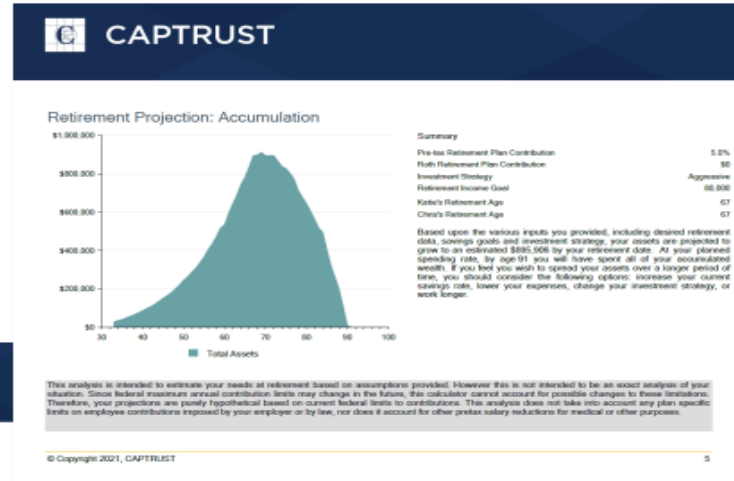 CAPTRUST
Retirement Projection: Accumulation
$1,000,000
$800,000
$600,000
$400,000
$200,000
$0
30 40 50 60 70 80 90 100
Total Assets
Summary
Pre-tax Retirement Plan Contribution 5.0%
Roth Retirement Plan Contribution $0
Investment Strategy Aggressive
Retirement Income Goal 80,000
Katie's Retirement Age 67
Chris's Retirement Age 67
Based upon the various inputs you provided, including desired retirement
data, savings goals and investment strategy, your assets are projected to
grow to an estimated $895,906 by your retirement date. At your planned
spending rate, by age 91 you will have spent all of your accumulated
wealth. If you feel you wish to spread your assets over a longer period of
time, you should consider the following options: increase your current
savings rate, lower your expenses, change your investment strategy, or
work longer.
This analysis is intended to estimate your needs at retirement based on assumptions provided. However this is not intended to be an exact analysis of your
situation. Since federal maximum annual contribution limits may change in the future, this calculator cannot account for possible changes to these limitations.
Therefore, your projections are purely hypothetical based on current federal limits to contributions. This analysis does not take into account any plan specific
limits on employee contributions imposed by your employer or by law, nor does it account for other pretax salary reductions for medical or other purposes.
© Copyright 2021, CAPTRUST 5